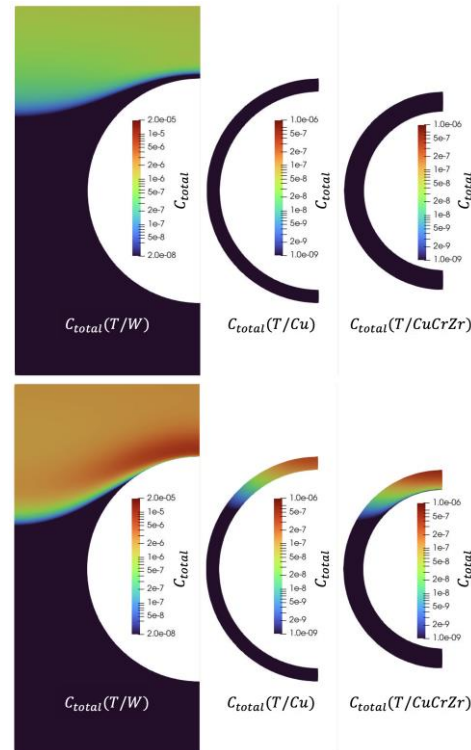 2.0e-05
1e-5
5e-6
2e-6
1e-6
5e-7
2e-7
1e-7
5e-8
2.0e-08
C_total
C_total(T/W)
1.0e-06
5e-7
2e-7
1e-7
5e-8
2e-8
1e-8
5e-9
2e-9
1.0e-09
C_total
C_total(T/Cu)
1.0e-06
5e-7
2e-7
1e-7
5e-8
2e-8
1e-8
5e-9
2e-9
1.0e-09
C_total
C_total(T/CuCrZr)
2.0e-05
1e-5
5e-6
2e-6
1e-6
5e-7
2e-7
1e-7
5e-8
2.0e-08
C_total
C_total(T/W)
1.0e-06
5e-7
2e-7
1e-7
5e-8
2e-8
1e-8
5e-9
2e-9
1.0e-09
C_total
C_total(T/Cu)
1.0e-06
5e-7
2e-7
1e-7
5e-8
2e-8
1e-8
5e-9
2e-9
1.0e-09
C_total
C_total(T/CuCrZr)